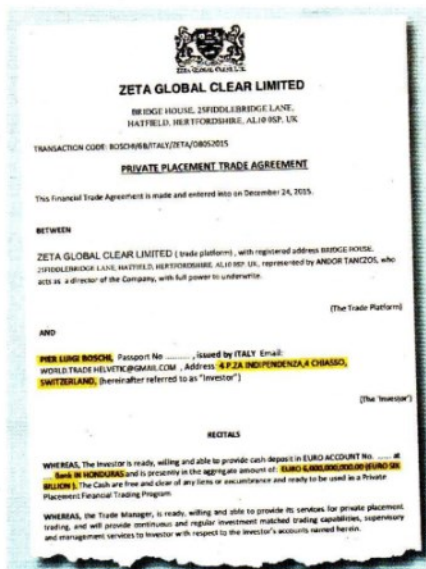 ZETA GLOBAL CLEAR LIMITED
BRIDGE HOUSE, 25FIDDLEBRIDGE LANE,
HATFIELD, HERTFORDSHIRE, AL10 0SP, UK
TRANSACTION CODE: BOSCHI/6B/ITALY/ZETA/08052015
PRIVATE PLACEMENT TRADE AGREEMENT
This Financial Trade Agreement is made and entered into on December 24, 2015.
BETWEEN
ZETA GLOBAL CLEAR LIMITED ( trade platform) , with registered address BRIDGE HOUSE,
25FIDDLEBRIDGE LANE, HATFIELD, HERTFORDSHIRE, AL10 0SP, UK, represented by ANDOR TANCZOS, who
acts as a director of the Company, with full power to underwrite.
(The Trade Platform)
AND
PIER LUIGI BOSCHI, Passport No .......... , issued by ITALY Email:
WORLD.TRADE.HELVETIC@GMAIL.COM , Address: 4 P.ZA INDIPENDENZA,4 CHIASSO,
SWITZERLAND, (hereinafter referred to as "Investor")
(The 'Investor')
RECITALS
WHEREAS, The Investor is ready, willing and able to provide cash deposit in EURO ACCOUNT No. ...... at
Bank IN HONDURAS and is presently in the aggregate amount of: EURO 6,000,000,000.00 (EURO SIX
BILLION ). The Cash are free and clear of any liens or encumbrance and ready to be used in a Private
Placement Financial Trading Program
WHEREAS, the Trade Manager, is ready, willing and able to provide its services for private placement
trading, and will provide continuous and regular investment matched trading capabilities, supervisory
and management services to Investor with respect to the Investor's accounts named herein.